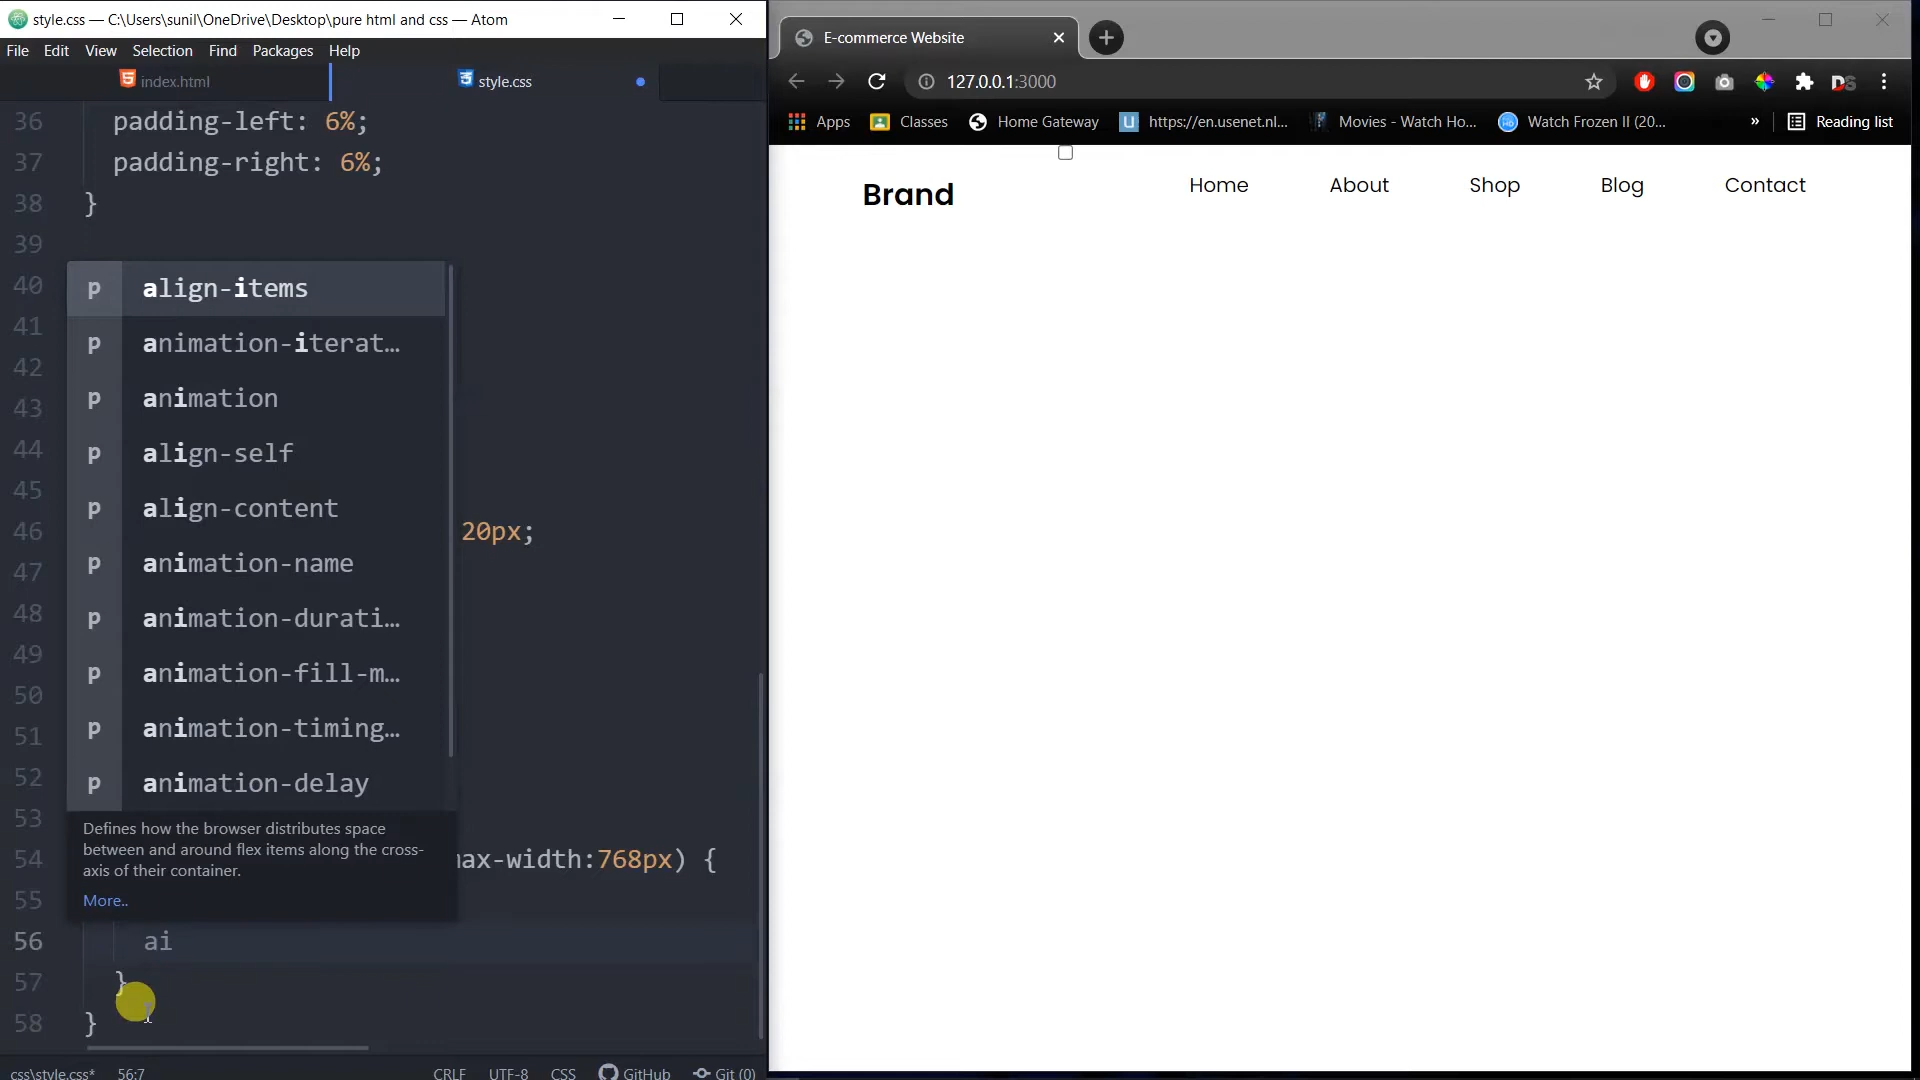 style.css — C:\Users\sunil\OneDrive\Desktop\pure html and css — Atom
File Edit View Selection Find Packages Help
index.html style.css
36 padding-left: 6%;
37 padding-right: 6%;
38 }
39
40 p align-items
41 p animation-iterat...
42
43 p animation
44 p align-self
45 p align-content
46 20px;
47 p animation-name
48 p animation-durati...
49
50 p animation-fill-m...
51 p animation-timing...
52 p animation-delay
53 Defines how the browser distributes space
54 between and around flex items along the cross-
max-width:768px) {
axis of their container.
55 More..
56 ai
57 }
58 }
css\style.css* 56:7 CRLF UTF-8 CSS GitHub Git (0)
E-commerce Website
127.0.0.1:3000
Apps Classes Home Gateway https://en.usenet.nl... Movies - Watch Ho... Watch Frozen II (20... » Reading list
Brand Home About Shop Blog Contact